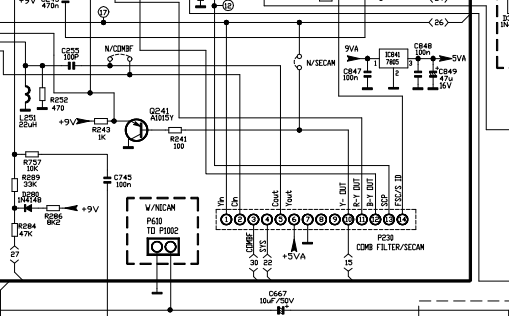 +9V
470n
17
12
26
1N4
N/COMBF
C255
100P
N/SECAM
9VA
IC841
7805
1
2
3
C848
100n
+5VA
C847
100n
C849
47u
16V
L251
22uH
R252
470
+9V
R243
1K
Q241
A1015Y
R241
100
R757
10K
R289
33K
D280
1N4148
R286
8K2
+9V
R284
47K
27
C745
100n
W/NICAM
P610
TO P1002
Yin
Cin
Cout
Yout
Y- OUT
R-Y OUT
B-Y OUT
SCP
FSC/S ID
1 2 3 4 5 6 7 8 9 10 11 12 13 14
COMBF
SYS
30
22
+5VA
15
P230
COMB FILTER/SECAM
C667
10uF/50V